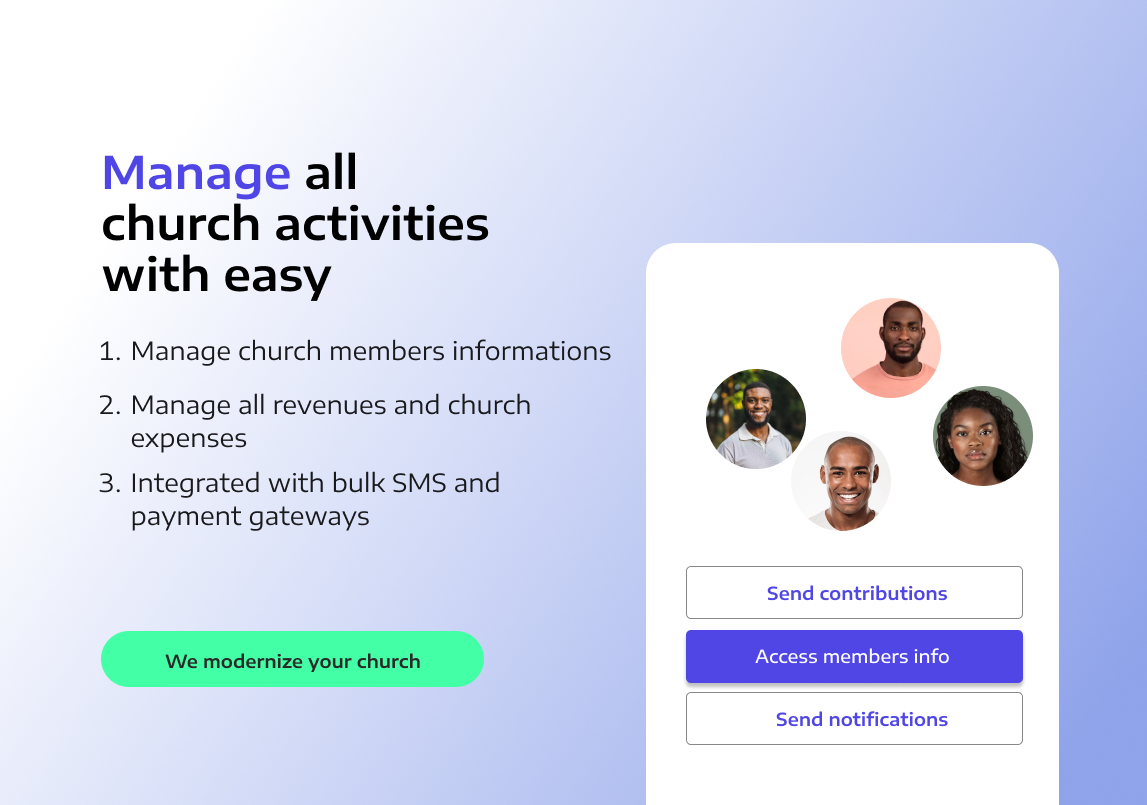 Manage all
church activities
with easy
1. Manage church members informations
2. Manage all revenues and church
expenses
3. Integrated with bulk SMS and
payment gateways
We modernize your church
Send contributions
Access members info
Send notifications